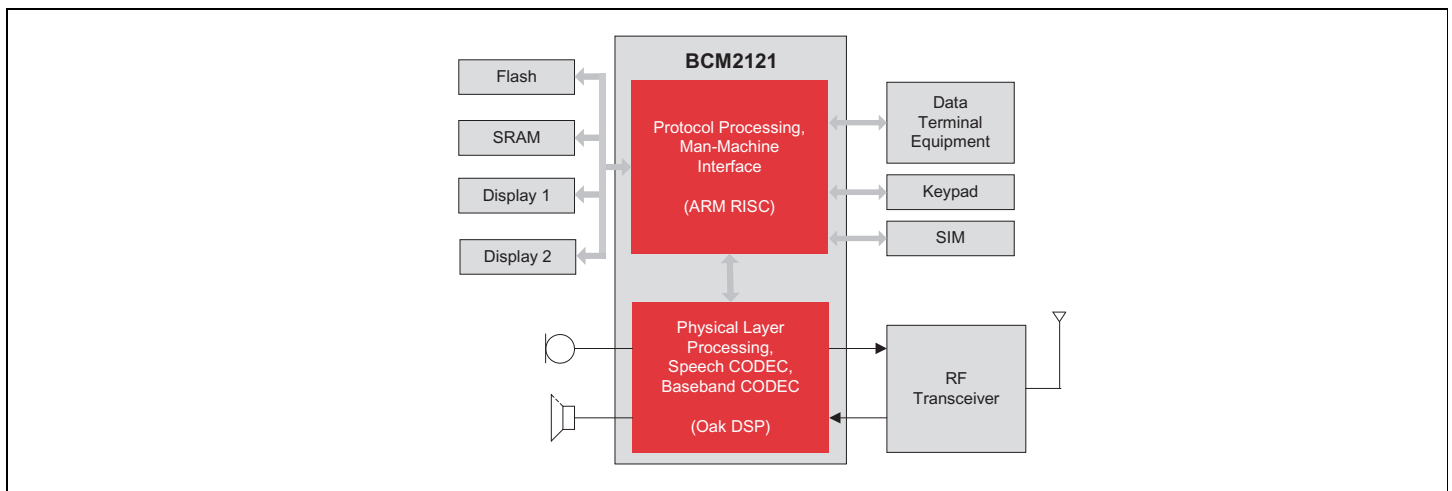 BCM2121
Flash
SRAM
Display 1
Display 2
Protocol Processing,
Man-Machine
Interface
(ARM RISC)
Data
Terminal
Equipment
Keypad
SIM
Physical Layer
Processing,
Speech CODEC,
Baseband CODEC
(Oak DSP)
RF
Transceiver